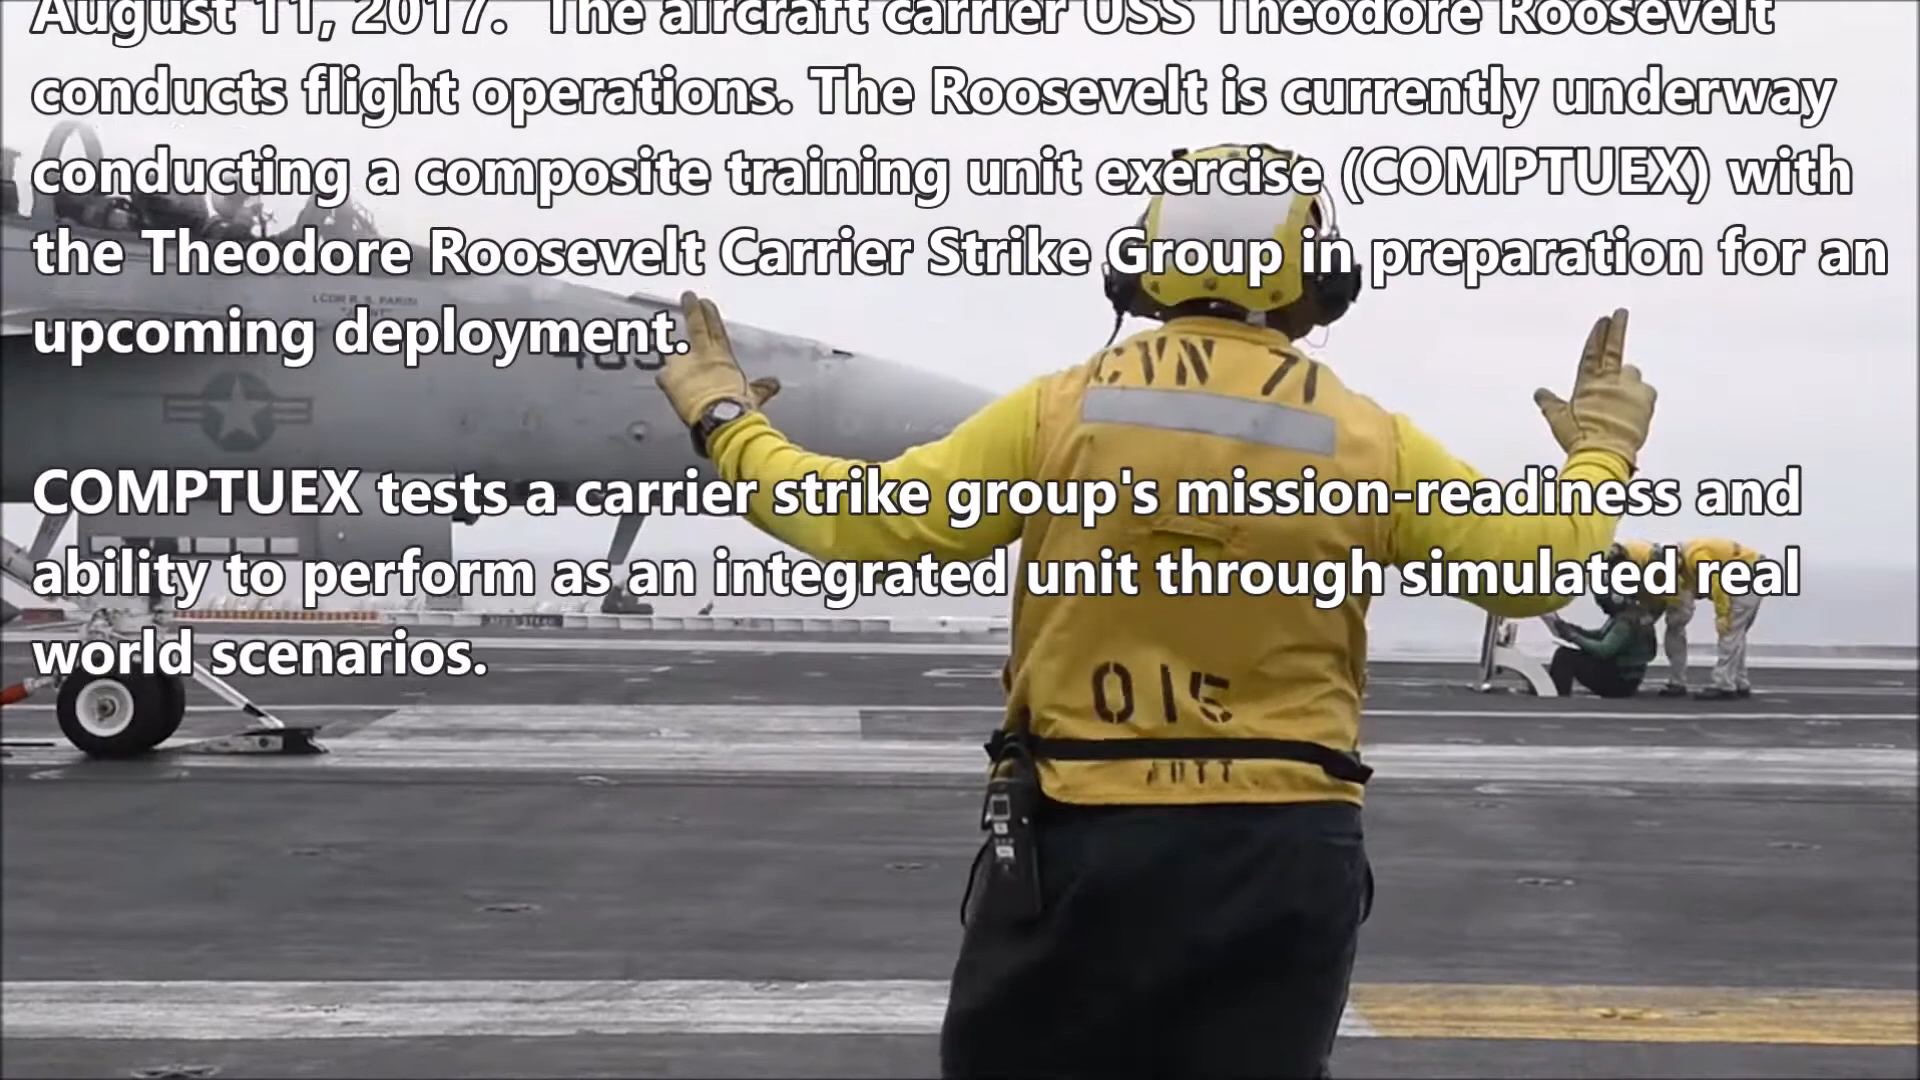 August 11, 2017.  The aircraft carrier USS Theodore Roosevelt
conducts flight operations. The Roosevelt is currently underway
conducting a composite training unit exercise (COMPTUEX) with
the Theodore Roosevelt Carrier Strike Group in preparation for an
upcoming deployment.
COMPTUEX tests a carrier strike group's mission-readiness and
ability to perform as an integrated unit through simulated real
world scenarios.
LCDR R. S. PARIN
CVN 71
015